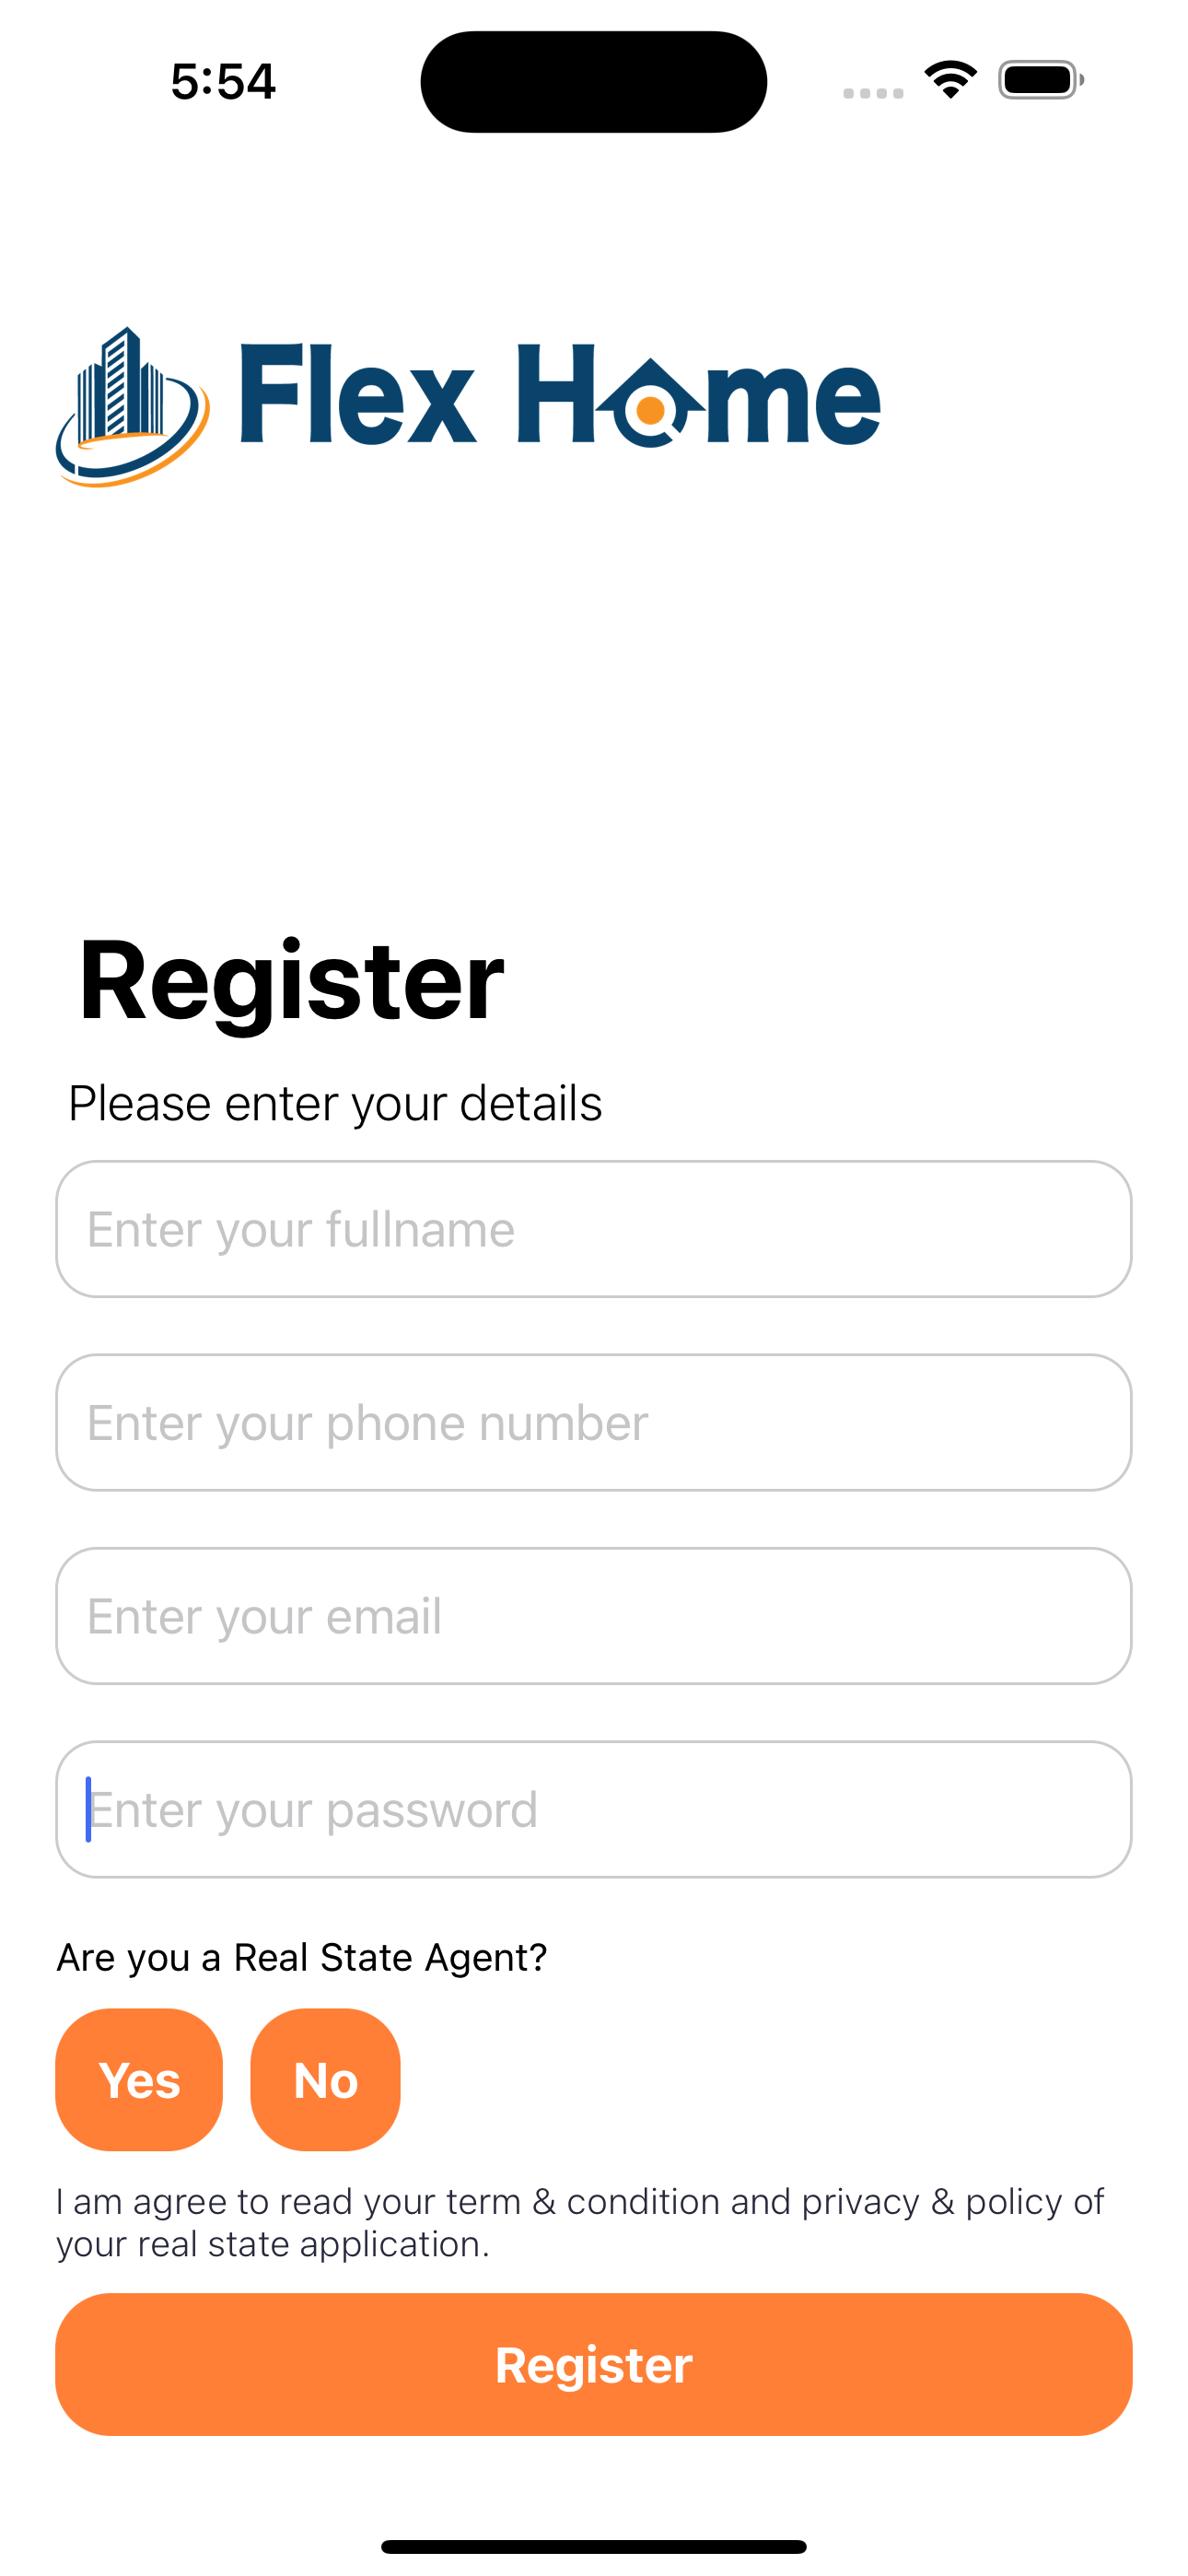 5:54
Flex Home
Register
Please enter your details
Enter your fullname
Enter your phone number
Enter your email
Enter your password
Are you a Real State Agent?
Yes No
I am agree to read your term & condition and privacy & policy of
your real state application.
Register